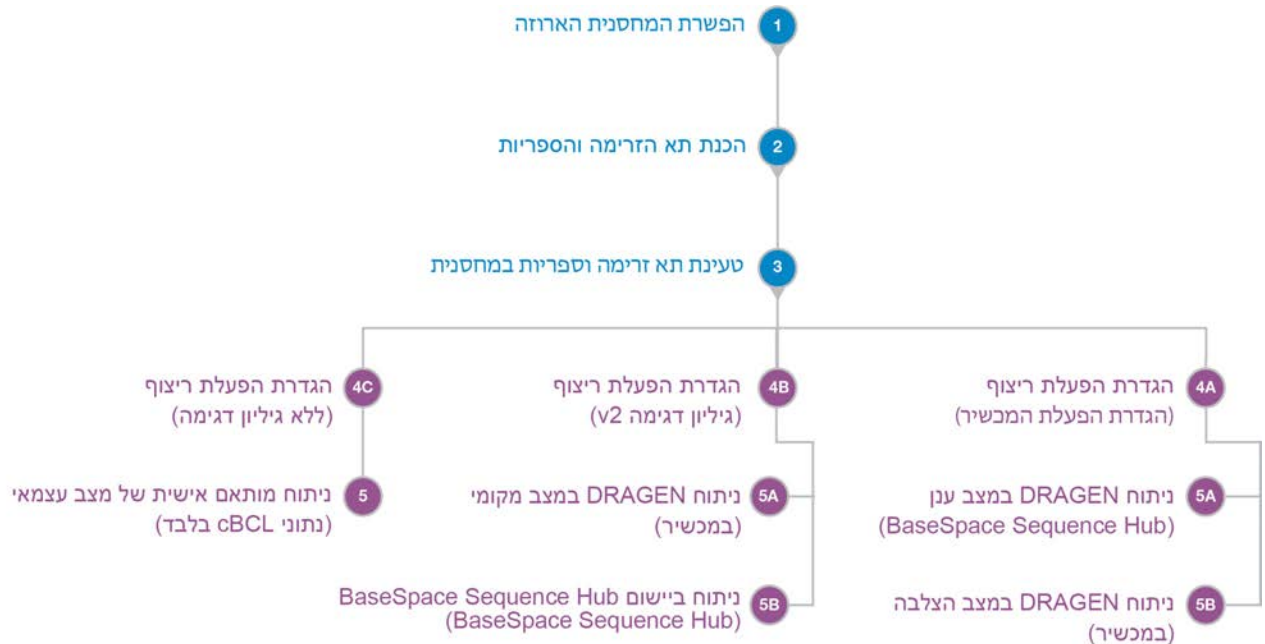 1
הפשרת המחסנית הארוזה
2
הכנת תא הזרימה והספריות
3
טעינת תא זרימה וספריות במחסנית
4A
הגדרת הפעלת ריצוף
(הגדרת הפעלת המכשיר)
5A
ניתוח DRAGEN במצב ענן
(BaseSpace Sequence Hub)
5B
ניתוח DRAGEN במצב הצלבה
(במכשיר)
4B
הגדרת הפעלת ריצוף
(גיליון דגימה v2)
5A
ניתוח DRAGEN במצב מקומי
(במכשיר)
5B
ניתוח ביישום BaseSpace Sequence Hub
(BaseSpace Sequence Hub)
4C
הגדרת הפעלת ריצוף
(ללא גיליון דגימה)
5
ניתוח מותאם אישית של מצב עצמאי
(נתוני cBCL בלבד)